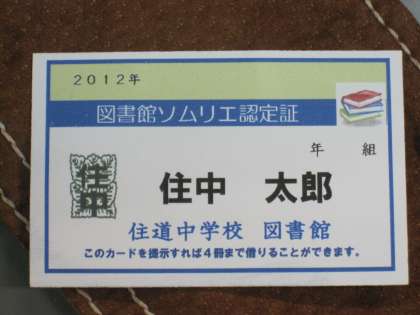 2012年
図書館ソムリエ認定証
年 組
住中
住中 太郎
住道中学校 図書館
このカードを提示すれば4冊まで借りることができます。